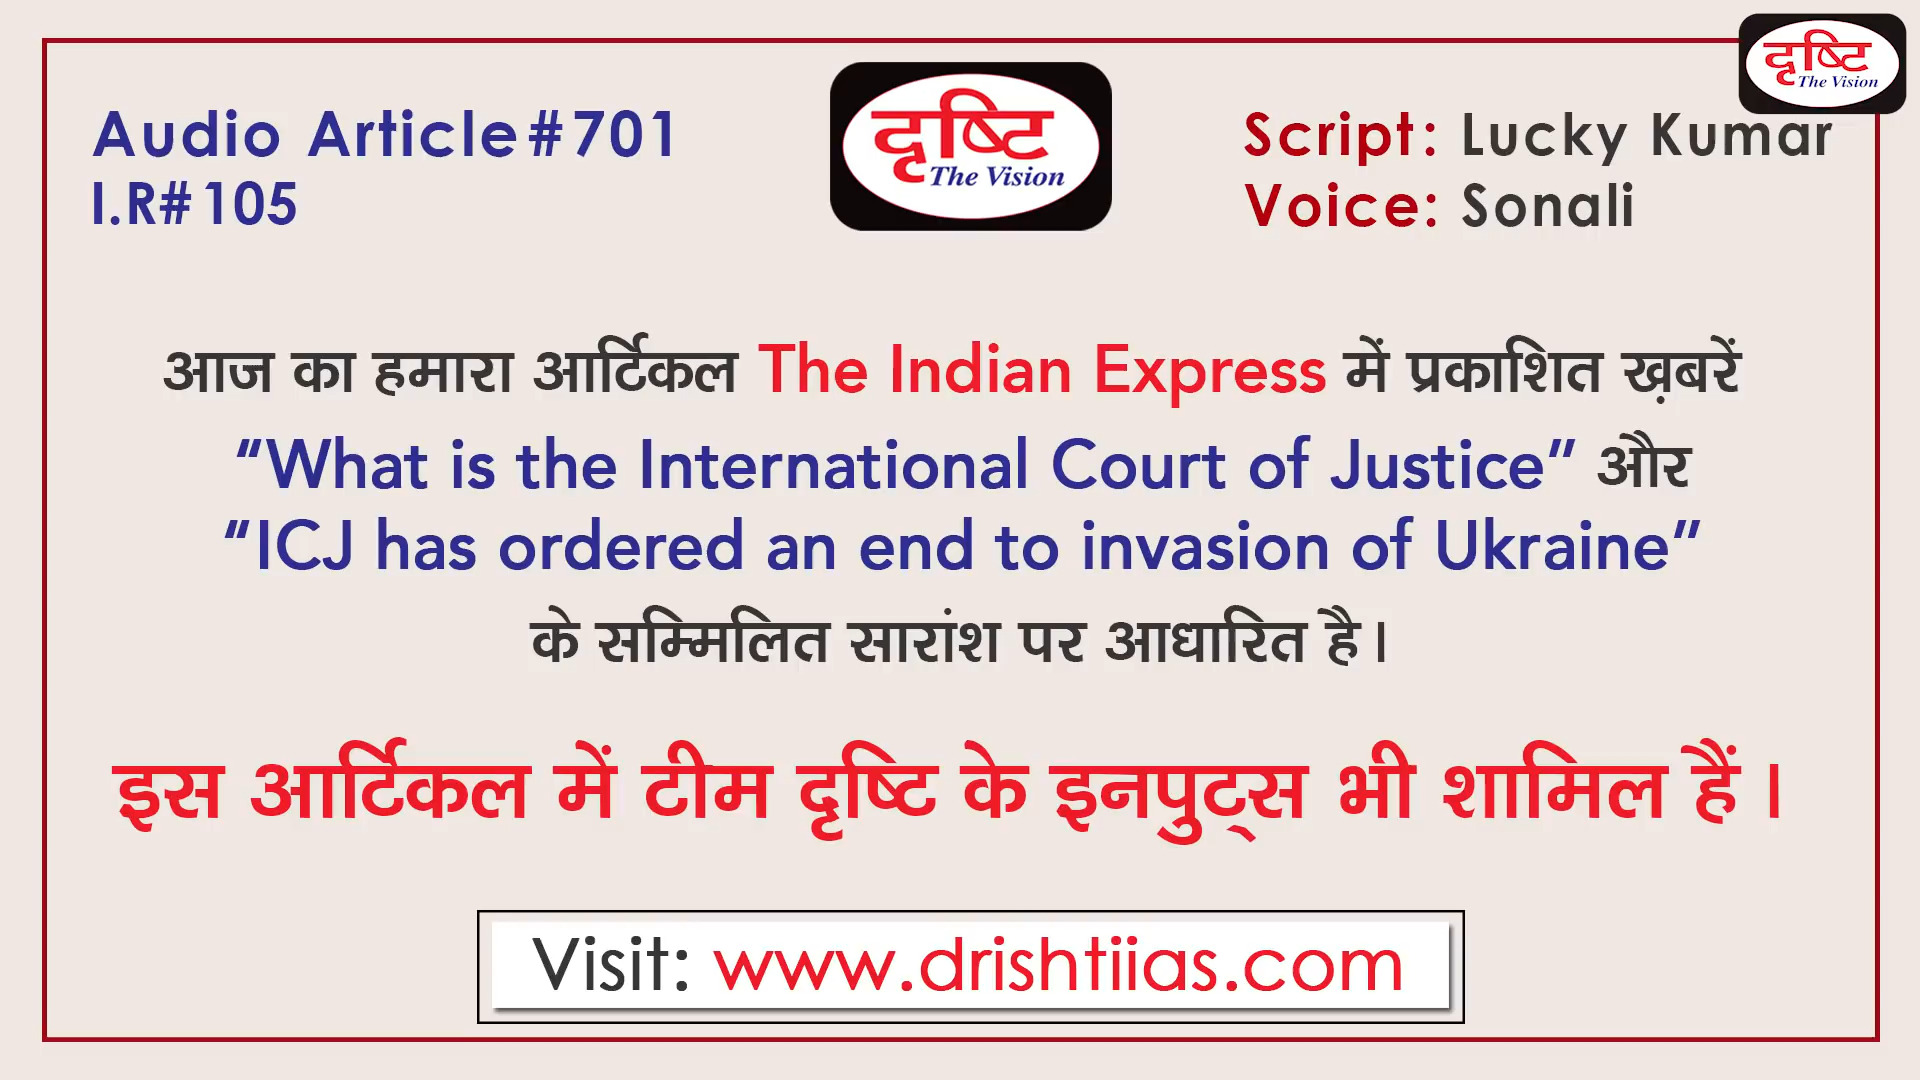 दृष्टि
The Vision
Audio Article#701
I.R#105
दृष्टि
The Vision
Script: Lucky Kumar
Voice: Sonali
आज का हमारा आर्टिकल The Indian Express में प्रकाशित ख़बरें
“What is the International Court of Justice” और
“ICJ has ordered an end to invasion of Ukraine”
के सम्मिलित सारांश पर आधारित है।
इस आर्टिकल में टीम दृष्टि के इनपुट्स भी शामिल हैं।
Visit: www.drishtiias.com